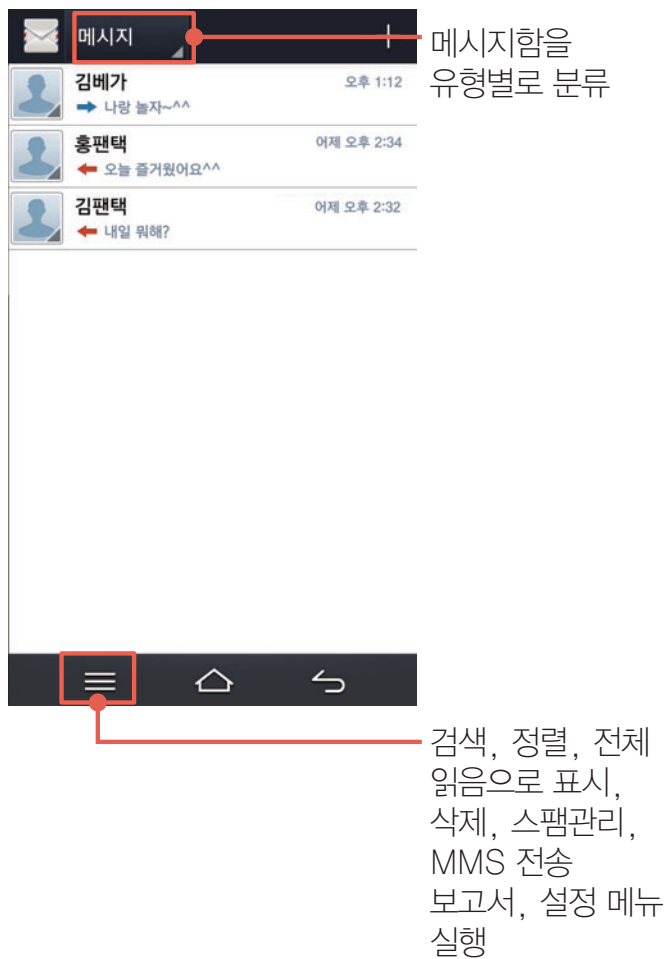 메시지
메시지함을
유형별로 분류
김베가
오후 1:12
나랑 놀자~^^
홍팬택
어제 오후 2:34
오늘 즐거웠어요^^
김팬택
어제 오후 2:32
내일 뭐해?
검색, 정렬, 전체
읽음으로 표시,
삭제, 스팸관리,
MMS 전송
보고서, 설정 메뉴
실행